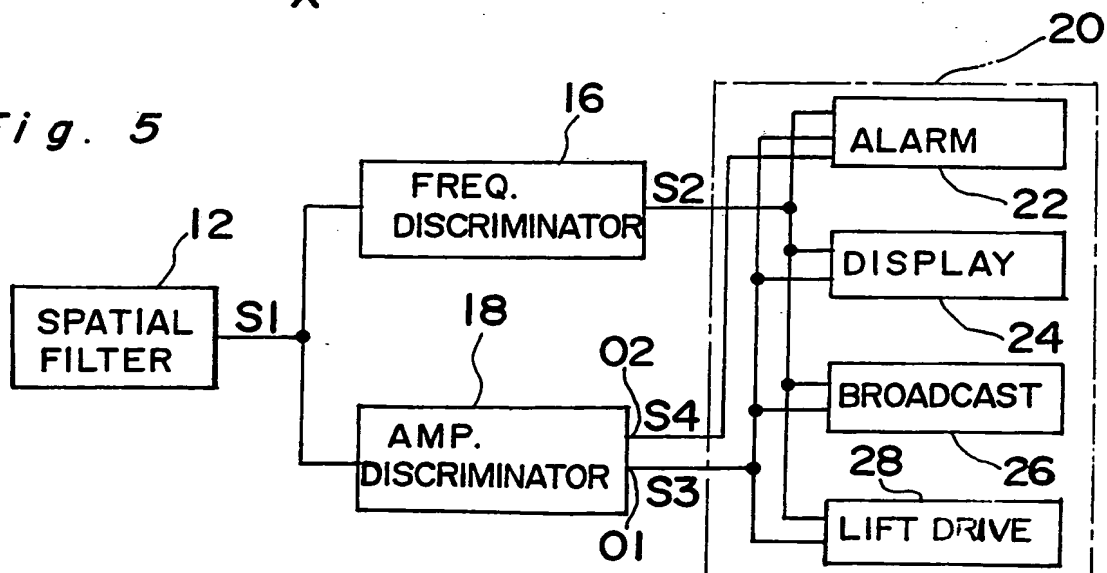 X
20
Fig. 5
16
ALARM
FREQ.
DISCRIMINATOR
S2
22
12
DISPLAY
SPATIAL
FILTER
S1
18
24
O2
BROADCAST
AMP.
DISCRIMINATOR
S4
26
28
S3
LIFT DRIVE
O1